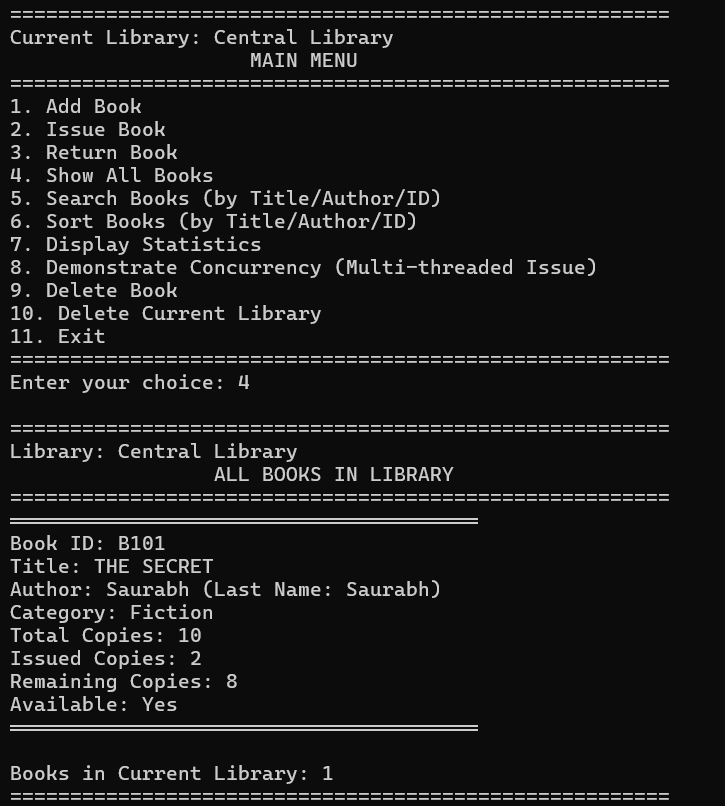 =======================================================
Current Library: Central Library
MAIN MENU
=======================================================
1. Add Book
2. Issue Book
3. Return Book
4. Show All Books
5. Search Books (by Title/Author/ID)
6. Sort Books (by Title/Author/ID)
7. Display Statistics
8. Demonstrate Concurrency (Multi-threaded Issue)
9. Delete Book
10. Delete Current Library
11. Exit
=======================================================
Enter your choice: 4
=======================================================
Library: Central Library
ALL BOOKS IN LIBRARY
=======================================================
═══════════════════════════════════════
Book ID: B101
Title: THE SECRET
Author: Saurabh (Last Name: Saurabh)
Category: Fiction
Total Copies: 10
Issued Copies: 2
Remaining Copies: 8
Available: Yes
═══════════════════════════════════════
Books in Current Library: 1
=======================================================